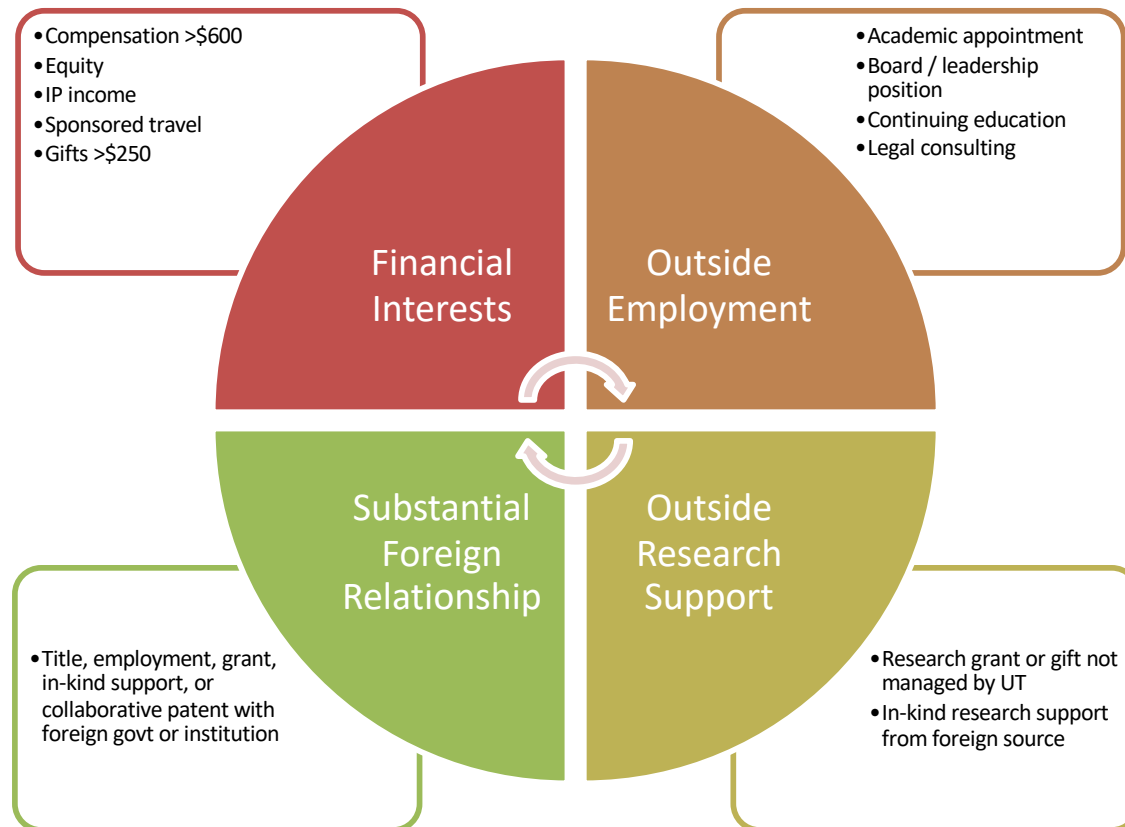 •Compensation >$600
•Equity
•IP income
•Sponsored travel
•Gifts >$250
•Academic appointment
•Board / leadership
position
•Continuing education
•Legal consulting
Financial
Interests
Outside
Employment
Substantial
Foreign
Relationship
Outside
Research
Support
•Title, employment, grant,
in-kind support, or
collaborative patent with
foreign govt or institution
•Research grant or gift not
managed by UT
•In-kind research support
from foreign source